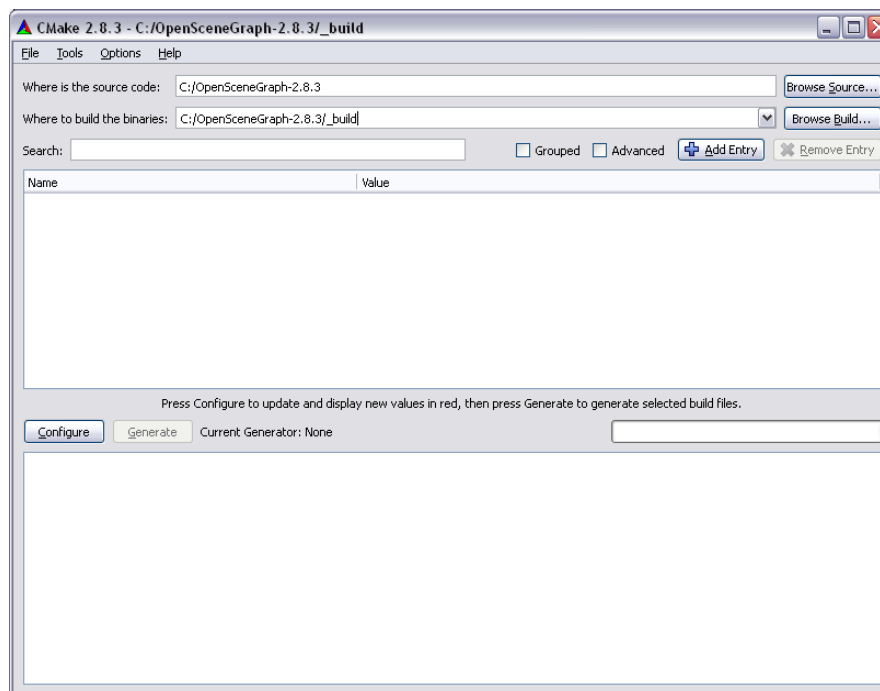 CMake 2.8.3 - C:/OpenSceneGraph-2.8.3/_build
File Tools Options Help
Where is the source code: C:/OpenSceneGraph-2.8.3 Browse Source...
Where to build the binaries: C:/OpenSceneGraph-2.8.3/_build Browse Build...
Search: Grouped Advanced Add Entry Remove Entry
Name Value
Press Configure to update and display new values in red, then press Generate to generate selected build files.
Configure Generate Current Generator: None